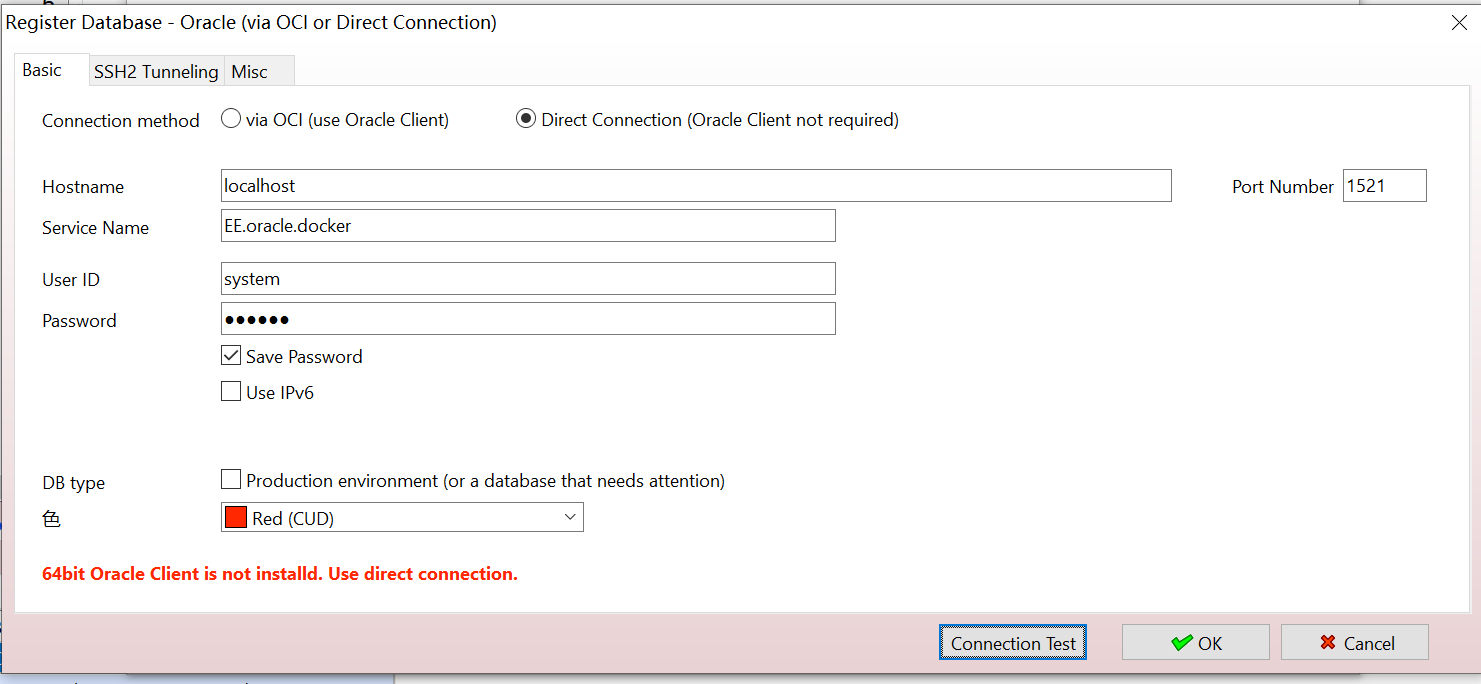 Register Database - Oracle (via OCI or Direct Connection)
Basic SSH2 Tunneling Misc
Connection method via OCI (use Oracle Client) Direct Connection (Oracle Client not required)
Hostname localhost Port Number 1521
Service Name EE.oracle.docker
User ID system
Password ●●●●●●
Save Password
Use IPv6
DB type Production environment (or a database that needs attention)
色 Red (CUD)
64bit Oracle Client is not installd. Use direct connection.
Connection Test OK Cancel